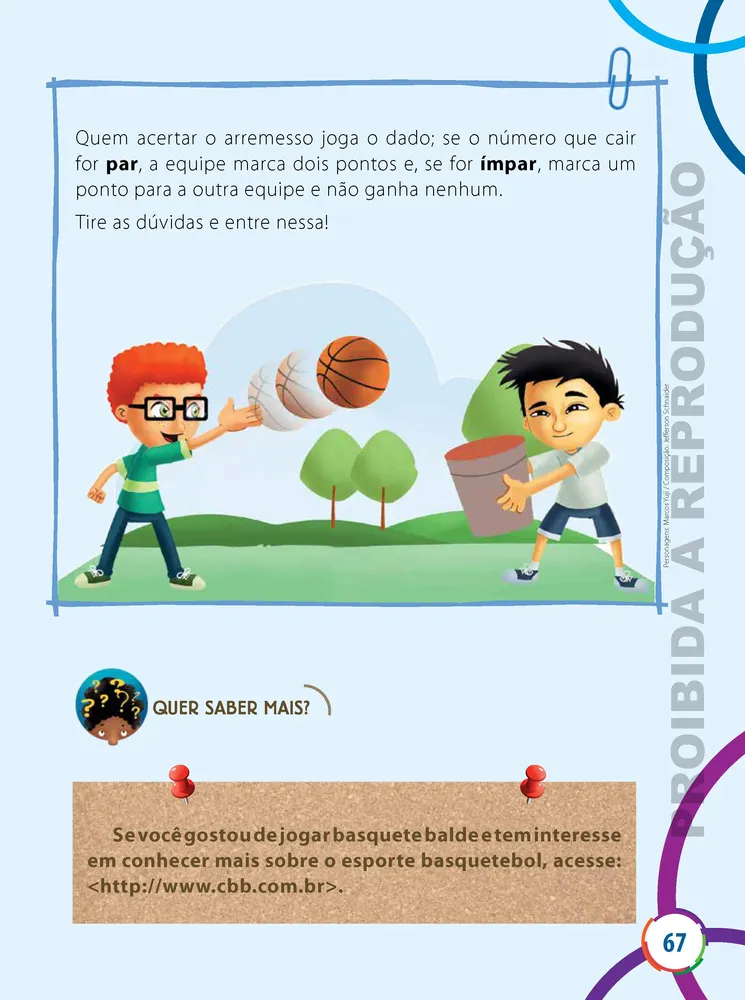 Quem acertar o arremesso joga o dado; se o número que cair
for par, a equipe marca dois pontos e, se for ímpar, marca um
ponto para a outra equipe e não ganha nenhum.
Tire as dúvidas e entre nessa!
Personagens: Marcos Yuji / Composição: Jefferson Schnaider
PROIBIDA A REPRODUÇÃO
QUER SABER MAIS?
Se você gostou de jogar basquete balde e tem interesse
em conhecer mais sobre o esporte basquetebol, acesse:
<http://www.cbb.com.br>.
67